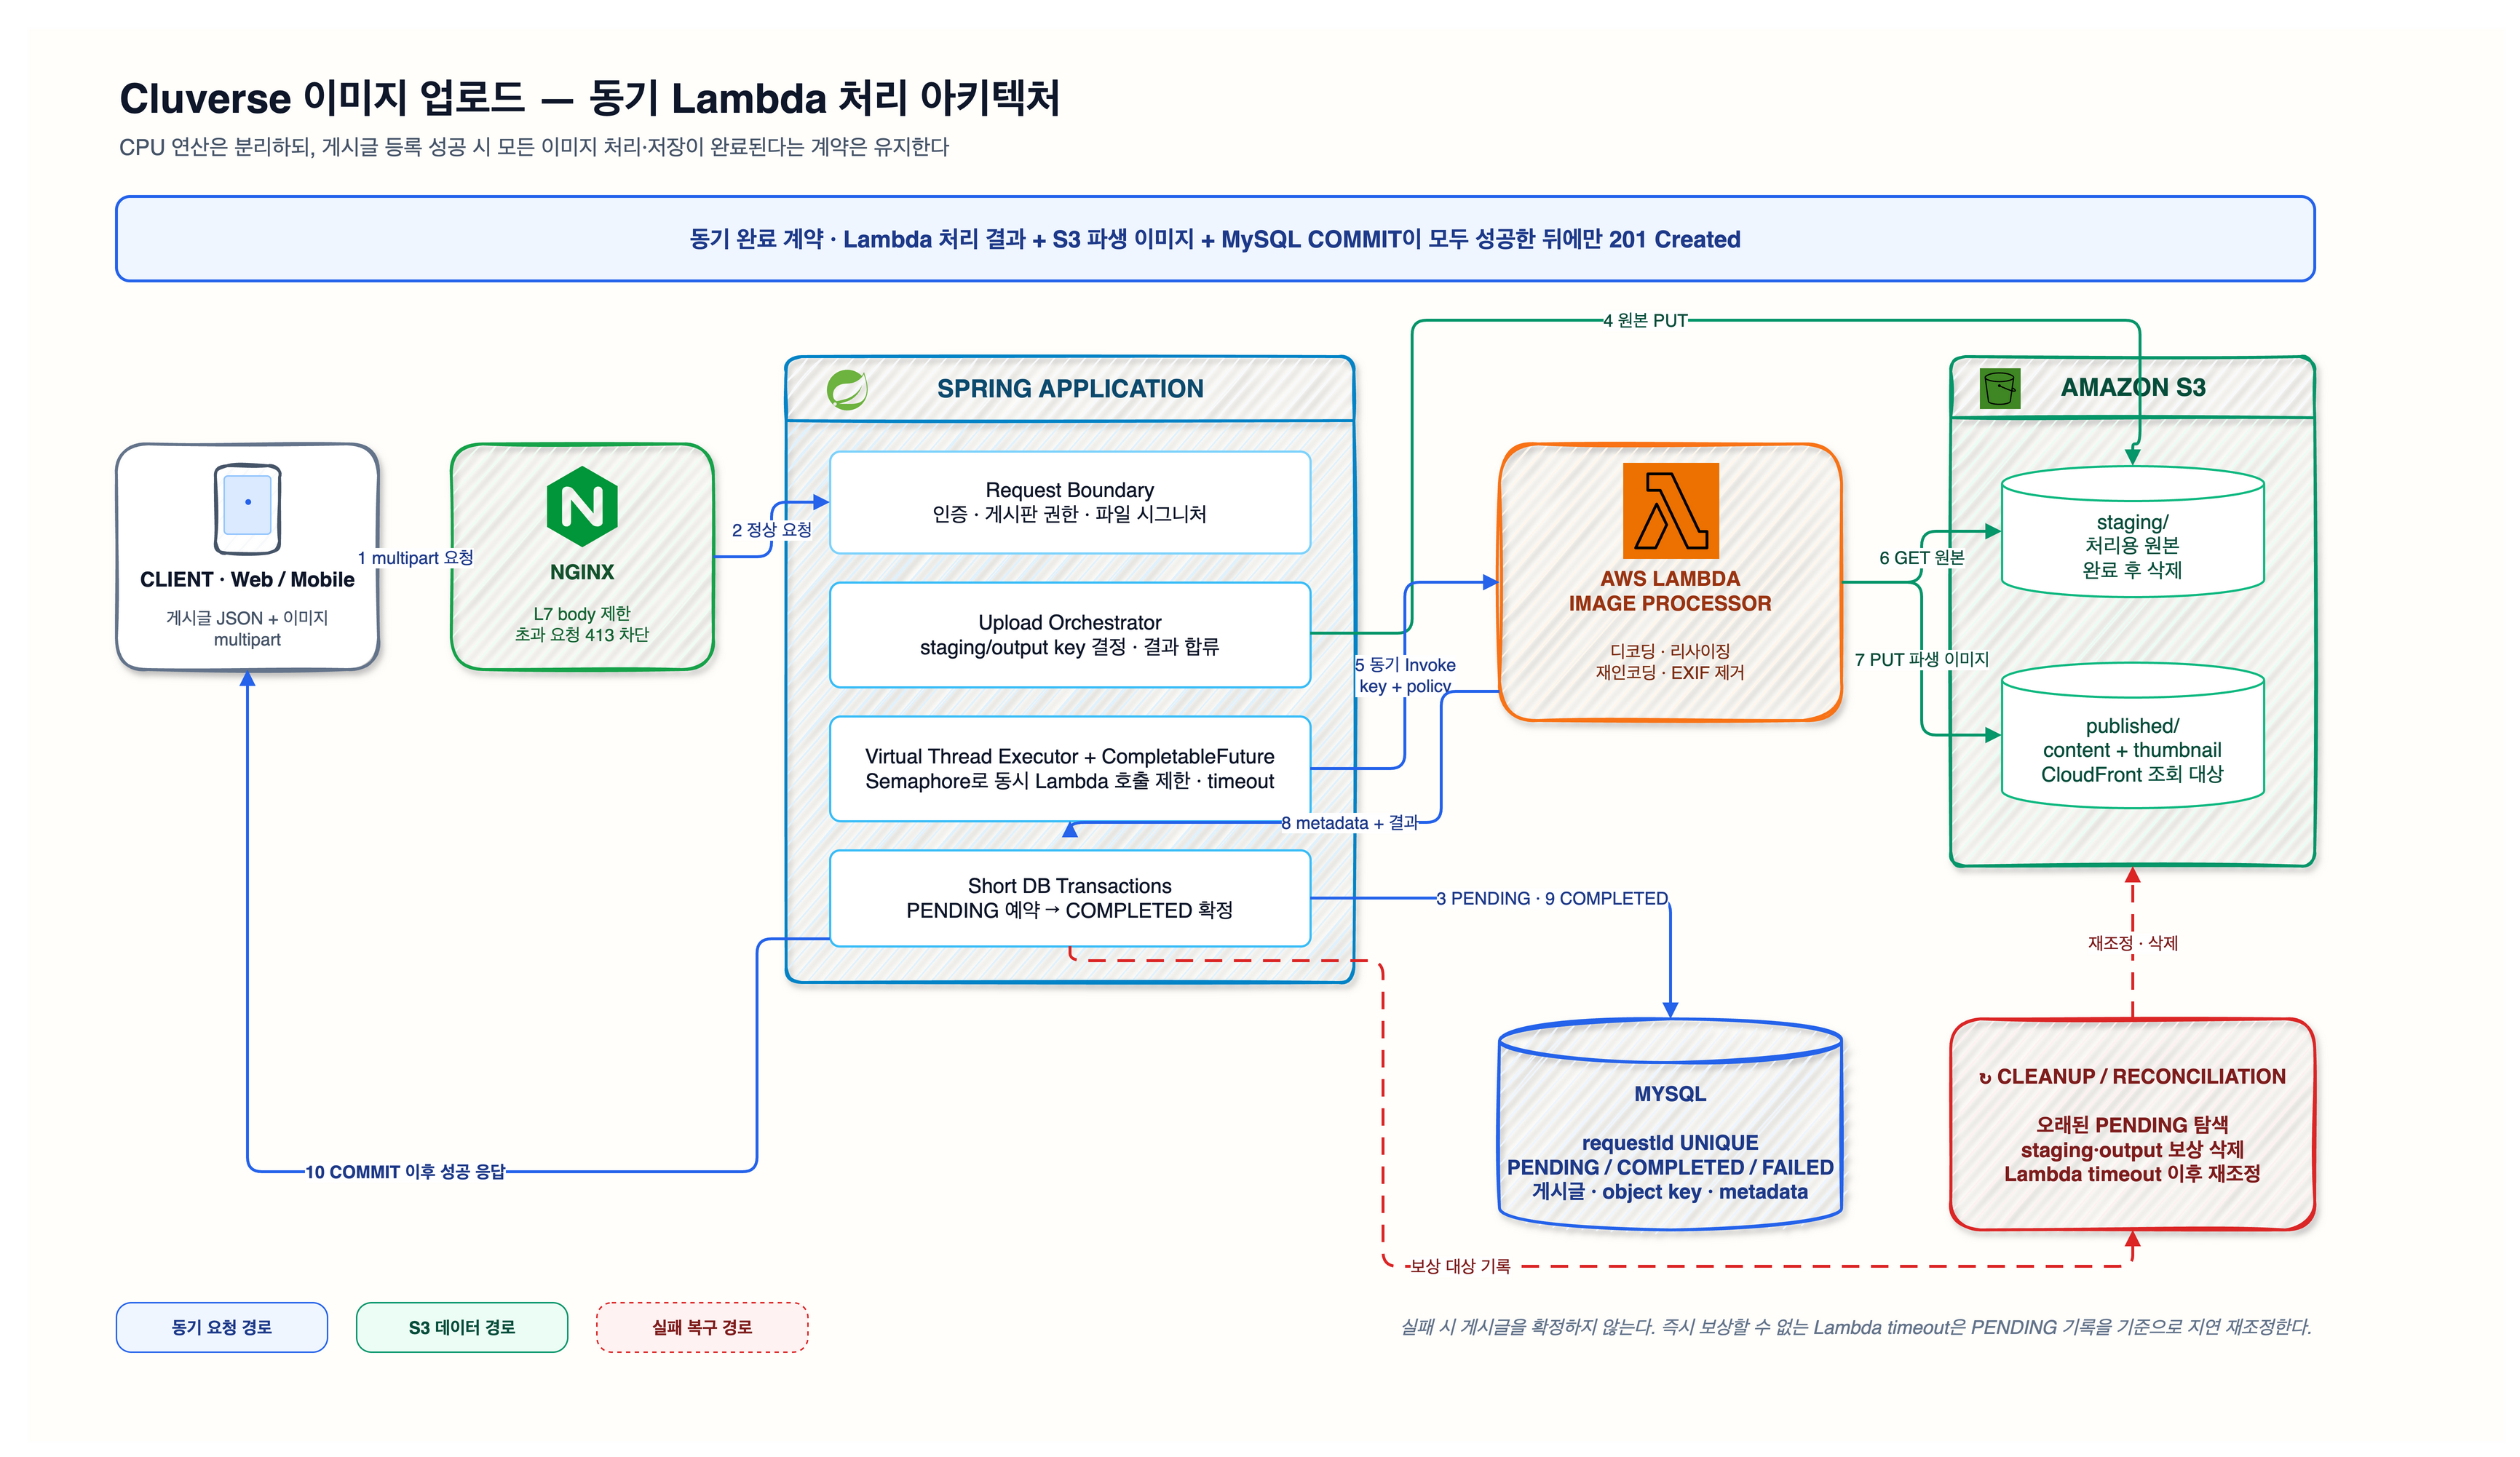 Cluverse 이미지 업로드 — 동기 Lambda 처리 아키텍처
CPU 연산은 분리하되, 게시글 등록 성공 시 모든 이미지 처리·저장이 완료된다는 계약은 유지한다
동기 완료 계약 · Lambda 처리 결과 + S3 파생 이미지 + MySQL COMMIT이 모두 성공한 뒤에만 201 Created
4 원본 PUT
CLIENT · Web / Mobile
게시글 JSON + 이미지
multipart
1 multipart 요청
NGINX
L7 body 제한
초과 요청 413 차단
2 정상 요청
SPRING APPLICATION
Request Boundary
인증 · 게시판 권한 · 파일 시그니처
Upload Orchestrator
staging/output key 결정 · 결과 합류
Virtual Thread Executor + CompletableFuture
Semaphore로 동시 Lambda 호출 제한 · timeout
Short DB Transactions
PENDING 예약 → COMPLETED 확정
5 동기 Invoke
key + policy
8 metadata + 결과
3 PENDING · 9 COMPLETED
AWS LAMBDA
IMAGE PROCESSOR
디코딩 · 리사이징
재인코딩 · EXIF 제거
6 GET 원본
7 PUT 파생 이미지
AMAZON S3
staging/
처리용 원본
완료 후 삭제
published/
content + thumbnail
CloudFront 조회 대상
재조정 · 삭제
MYSQL
requestId UNIQUE
PENDING / COMPLETED / FAILED
게시글 · object key · metadata
↻ CLEANUP / RECONCILIATION
오래된 PENDING 탐색
staging·output 보상 삭제
Lambda timeout 이후 재조정
10 COMMIT 이후 성공 응답
보상 대상 기록
동기 요청 경로
S3 데이터 경로
실패 복구 경로
실패 시 게시글을 확정하지 않는다. 즉시 보상할 수 없는 Lambda timeout은 PENDING 기록을 기준으로 지연 재조정한다.